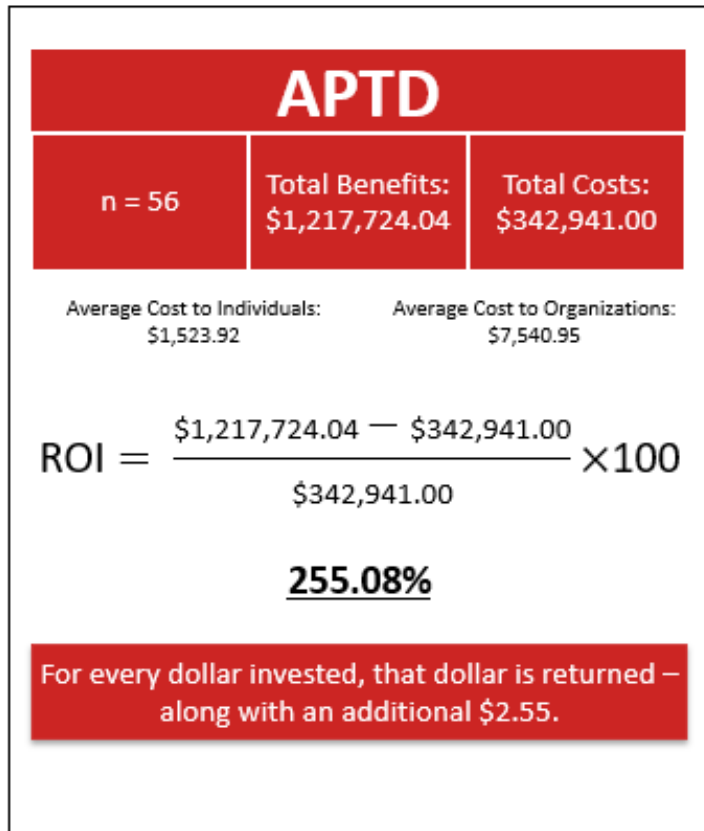 APTD
n = 56
Total Benefits:
$1,217,724.04
Total Costs:
$342,941.00
Average Cost to Individuals:
$1,523.92
Average Cost to Organizations:
$7,540.95
ROI = $1,217,724.04 — $342,941.00 ×100
$342,941.00
255.08%
For every dollar invested, that dollar is returned –
along with an additional $2.55.